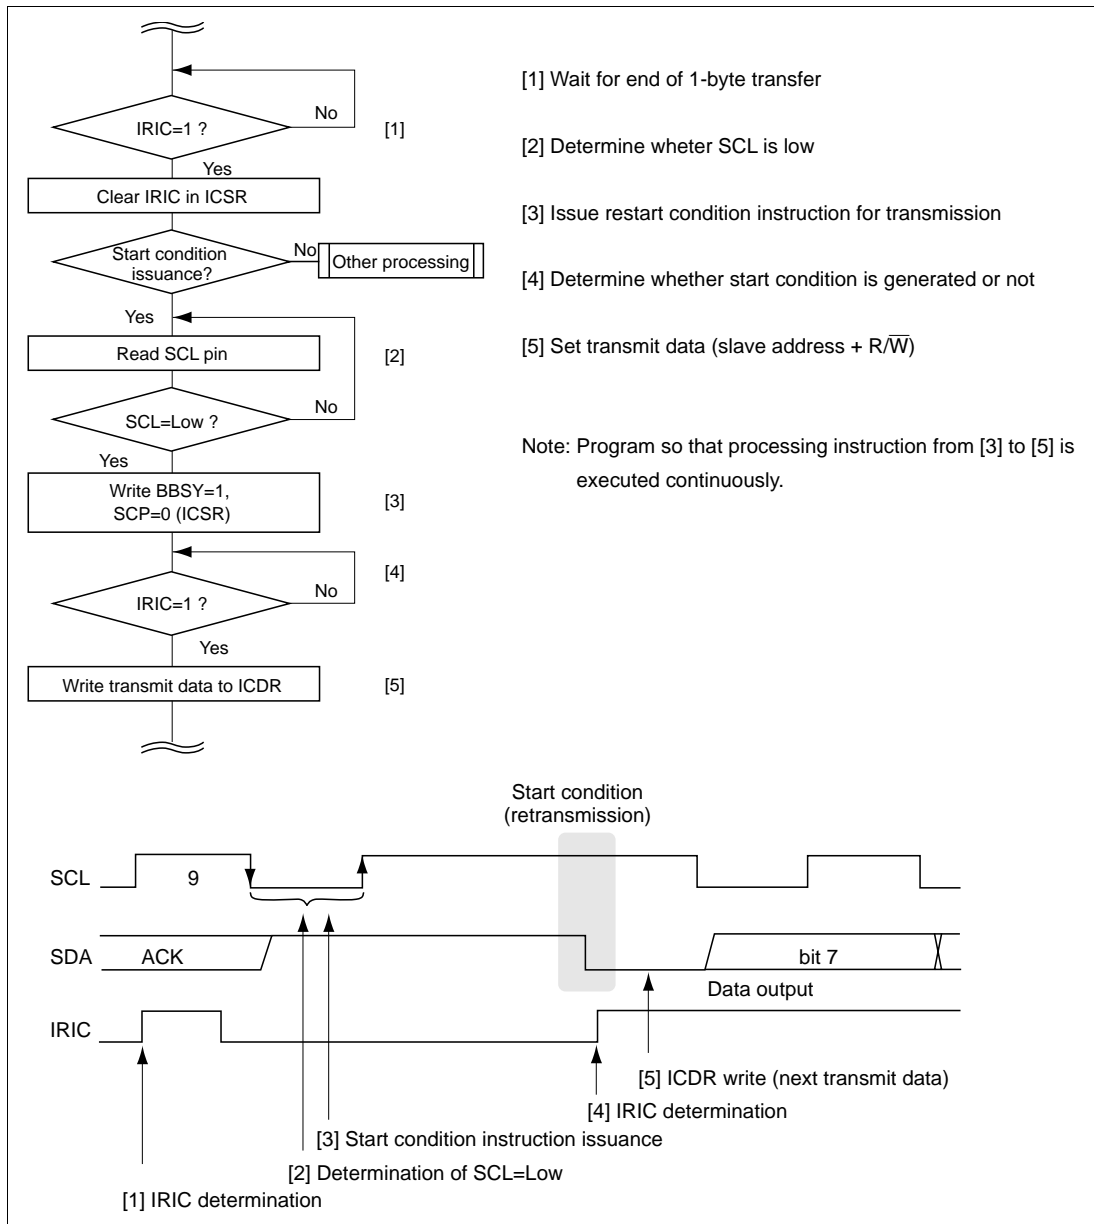 IRIC=1 ?
No
[1]
Yes
Clear IRIC in ICSR
Start condition
issuance?
No
Other processing
Yes
Read SCL pin
[2]
SCL=Low ?
No
Yes
Write BBSY=1,
SCP=0 (ICSR)
[3]
IRIC=1 ?
No
[4]
Yes
Write transmit data to ICDR
[5]
[1] Wait for end of 1-byte transfer
[2] Determine wheter SCL is low
[3] Issue restart condition instruction for transmission
[4] Determine whether start condition is generated or not
[5] Set transmit data (slave address + R/W̅)
Note: Program so that processing instruction from [3] to [5] is
executed continuously.
Start condition
(retransmission)
SCL
9
SDA
ACK
bit 7
Data output
IRIC
[5] ICDR write (next transmit data)
[4] IRIC determination
[3] Start condition instruction issuance
[2] Determination of SCL=Low
[1] IRIC determination